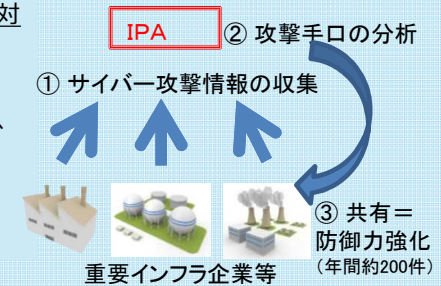 対
IPA
② 攻撃手口の分析
① サイバー攻撃情報の収集
、
③ 共有=
防御力強化
(年間約200件)
重要インフラ企業等